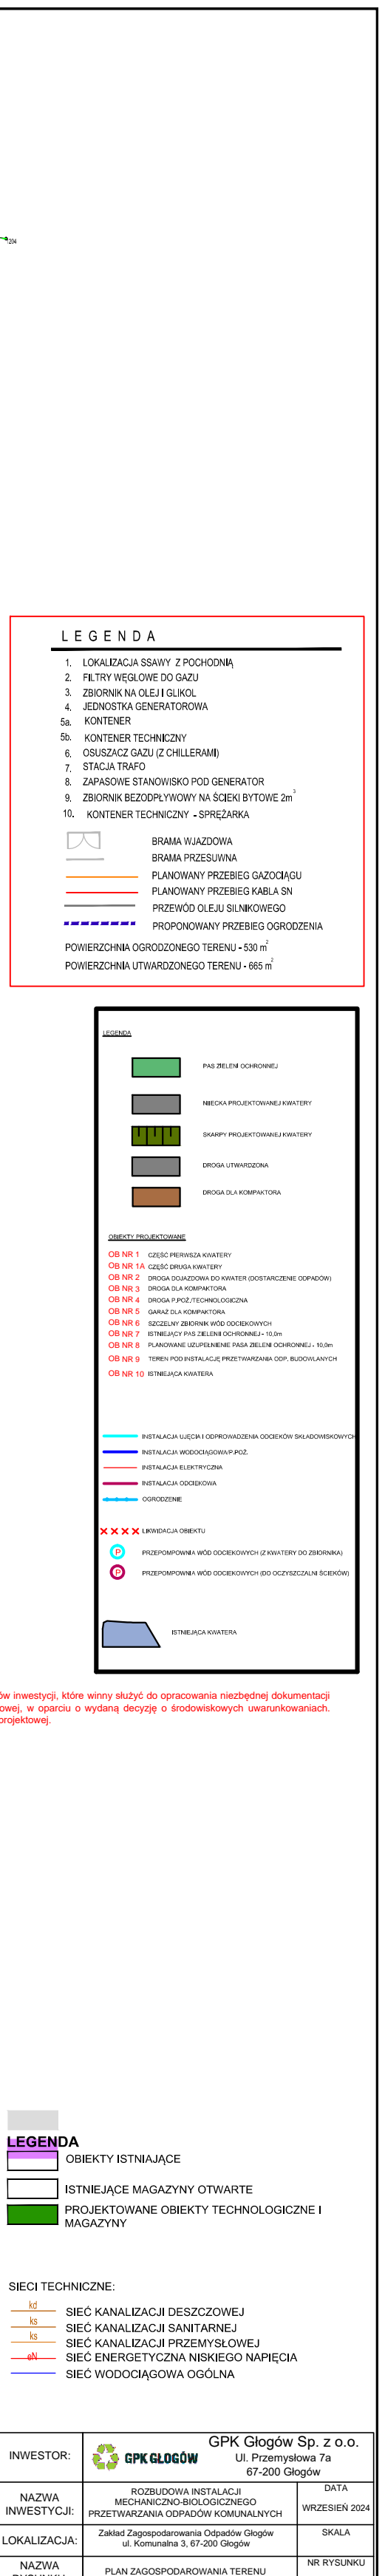 204
LEGENDA
1. LOKALIZACJA SSAWY Z POCHODNIĄ
2. FILTRY WĘGLOWE DO GAZU
3. ZBIORNIK NA OLEJ I GLIKOL
4. JEDNOSTKA GENERATOROWA
5a. KONTENER
5b. KONTENER TECHNICZNY
6. OSUSZACZ GAZU (Z CHILLERAMI)
7. STACJA TRAFO
8. ZAPASOWE STANOWISKO POD GENERATOR
9. ZBIORNIK BEZODPŁYWOWY NA ŚCIEKI BYTOWE 2m³
10. KONTENER TECHNICZNY - SPRĘŻARKA
BRAMA WJAZDOWA
BRAMA PRZESUWNA
PLANOWANY PRZEBIEG GAZOCIĄGU
PLANOWANY PRZEBIEG KABLA SN
PRZEWÓD OLEJU SILNIKOWEGO
PROPONOWANY PRZEBIEG OGRODZENIA
POWIERZCHNIA OGRODZONEGO TERENU - 530 m²
POWIERZCHNIA UTWARDZONEGO TERENU - 665 m²
LEGENDA
PAS ZIELENI OCHRONNEJ
NIECKA PROJEKTOWANEJ KWATERY
SKARPY PROJEKTOWANEJ KWATERY
DROGA UTWARDZONA
DROGA DLA KOMPAKTORA
OBIEKTY PROJEKTOWANE
OB NR 1 CZĘŚĆ PIERWSZA KWATERY
OB NR 1A CZĘŚĆ DRUGA KWATERY
OB NR 2 DROGA DOJAZDOWA DO KWATER (DOSTARCZENIE ODPADÓW)
OB NR 3 DROGA DLA KOMPAKTORA
OB NR 4 DROGA P.POŻ./TECHNOLOGICZNA
OB NR 5 GARAŻ DLA KOMPAKTORA
OB NR 6 SZCZELNY ZBIORNIK WÓD ODCIEKOWYCH
OB NR 7 ISTNIEJĄCY PAS ZIELENI OCHRONNEJ - 10,0m
OB NR 8 PLANOWANE UZUPEŁNIENIE PASA ZIELENI OCHRONNEJ - 10,0m
OB NR 9 TEREN POD INSTALACJĘ PRZETWARZANIA ODP. BUDOWLANYCH
OB NR 10 ISTNIEJĄCA KWATERA
INSTALACJA UJĘCIA I ODPROWADZENIA ODCIEKÓW SKŁADOWISKOWYCH
INSTALACJA WODOCIĄGOWA/P.POŻ.
INSTALACJA ELEKTRYCZNA
INSTALACJA ODCIEKOWA
OGRODZENIE
LIKWIDACJA OBIEKTU
P PRZEPOMPOWNIA WÓD ODCIEKOWYCH (Z KWATERY DO ZBIORNIKA)
P PRZEPOMPOWNIA WÓD ODCIEKOWYCH (DO OCZYSZCZALNI ŚCIEKÓW)
ISTNIEJĄCA KWATERA
ów inwestycji, które winny służyć do opracowania niezbędnej dokumentacji
owej, w oparciu o wydaną decyzję o środowiskowych uwarunkowaniach.
projektowej.
LEGENDA
OBIEKTY ISTNIAJĄCE
ISTNIEJĄCE MAGAZYNY OTWARTE
PROJEKTOWANE OBIEKTY TECHNOLOGICZNE I
MAGAZYNY
SIECI TECHNICZNE:
kd SIEĆ KANALIZACJI DESZCZOWEJ
ks SIEĆ KANALIZACJI SANITARNEJ
ks SIEĆ KANALIZACJI PRZEMYSŁOWEJ
eN SIEĆ ENERGETYCZNA NISKIEGO NAPIĘCIA
SIEĆ WODOCIĄGOWA OGÓLNA
INWESTOR:
GPK GŁOGÓW
GPK Głogów Sp. z o.o.
Ul. Przemysłowa 7a
67-200 Głogów
NAZWA
INWESTYCJI:
ROZBUDOWA INSTALACJI
MECHANICZNO-BIOLOGICZNEGO
PRZETWARZANIA ODPADÓW KOMUNALNYCH
DATA
WRZESIEŃ 2024
LOKALIZACJA:
Zakład Zagospodarowania Odpadów Głogów
ul. Komunalna 3, 67-200 Głogów
SKALA
NAZWA
RYSUNKU
PLAN ZAGOSPODAROWANIA TERENU
NR RYSUNKU